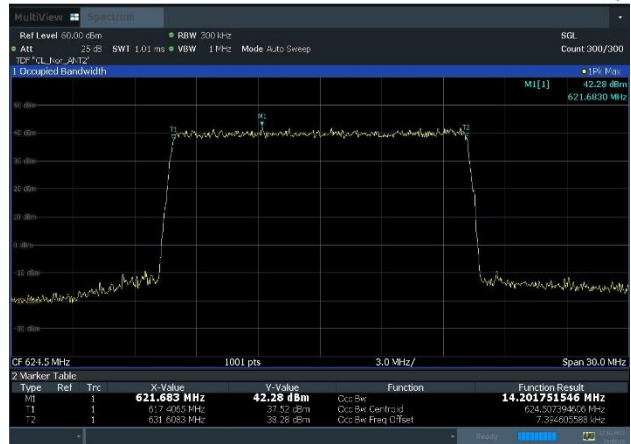 MultiView Spectrum
Ref Level 60.00 dBm RBW 300 kHz SGL
Att 25 dB SWT 1.01 ms VBW 1 MHz Mode Auto Sweep Count 300/300
TDF "CL_Nor_ANT2"
1 Occupied Bandwidth 1Pk Max
M1[1] 42.28 dBm
621.6830 MHz
50 dBm
M1
T1 T2
40 dBm
30 dBm
20 dBm
10 dBm
0 dBm
-10 dBm
-30 dBm
CF 624.5 MHz 1001 pts 3.0 MHz/ Span 30.0 MHz
2 Marker Table
Type Ref Trc X-Value Y-Value Function Function Result
M1 1 621.683 MHz 42.28 dBm Occ Bw 14.201751546 MHz
T1 1 617.4065 MHz 37.52 dBm Occ Bw Centroid 624.507394606 MHz
T2 1 631.6083 MHz 38.28 dBm Occ Bw Freq Offset 7.394605588 kHz
Ready